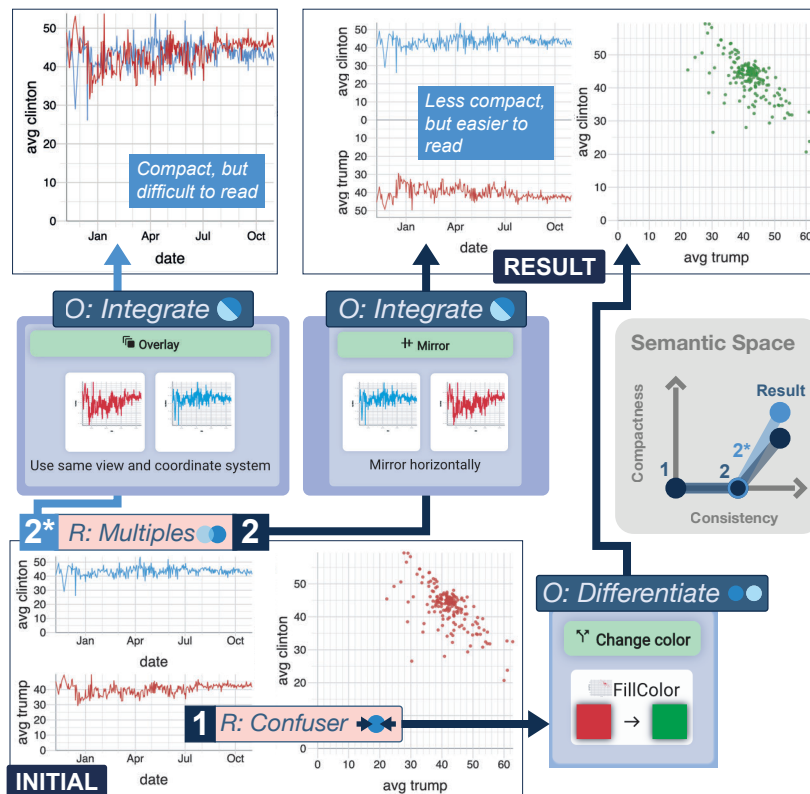 50
40
30
20
10
0
avg clinton
Compact, but
difficult to read
Jan
Apr
Jul
Oct
date
50
40
30
20
10
0
10
20
30
40
50
avg clinton
avg trump
Less compact,
but easier to
read
Jan
Apr
Jul
Oct
date
50
40
30
20
10
0
avg clinton
0
10
20
30
40
50
60
avg trump
RESULT
O: Integrate
Overlay
Use same view and coordinate system
O: Integrate
Mirror
Mirror horizontally
Semantic Space
Compactness
Result
2*
1
2
Consistency
2*
R: Multiples
2
50
40
30
20
10
0
avg clinton
Jan
Apr
Jul
Oct
date
40
30
20
10
0
avg trump
Jan
Apr
Jul
Oct
date
50
40
30
20
10
0
avg clinton
0
10
20
30
40
50
60
avg trump
1
R: Confuser
INITIAL
O: Differentiate
Change color
FillColor
→